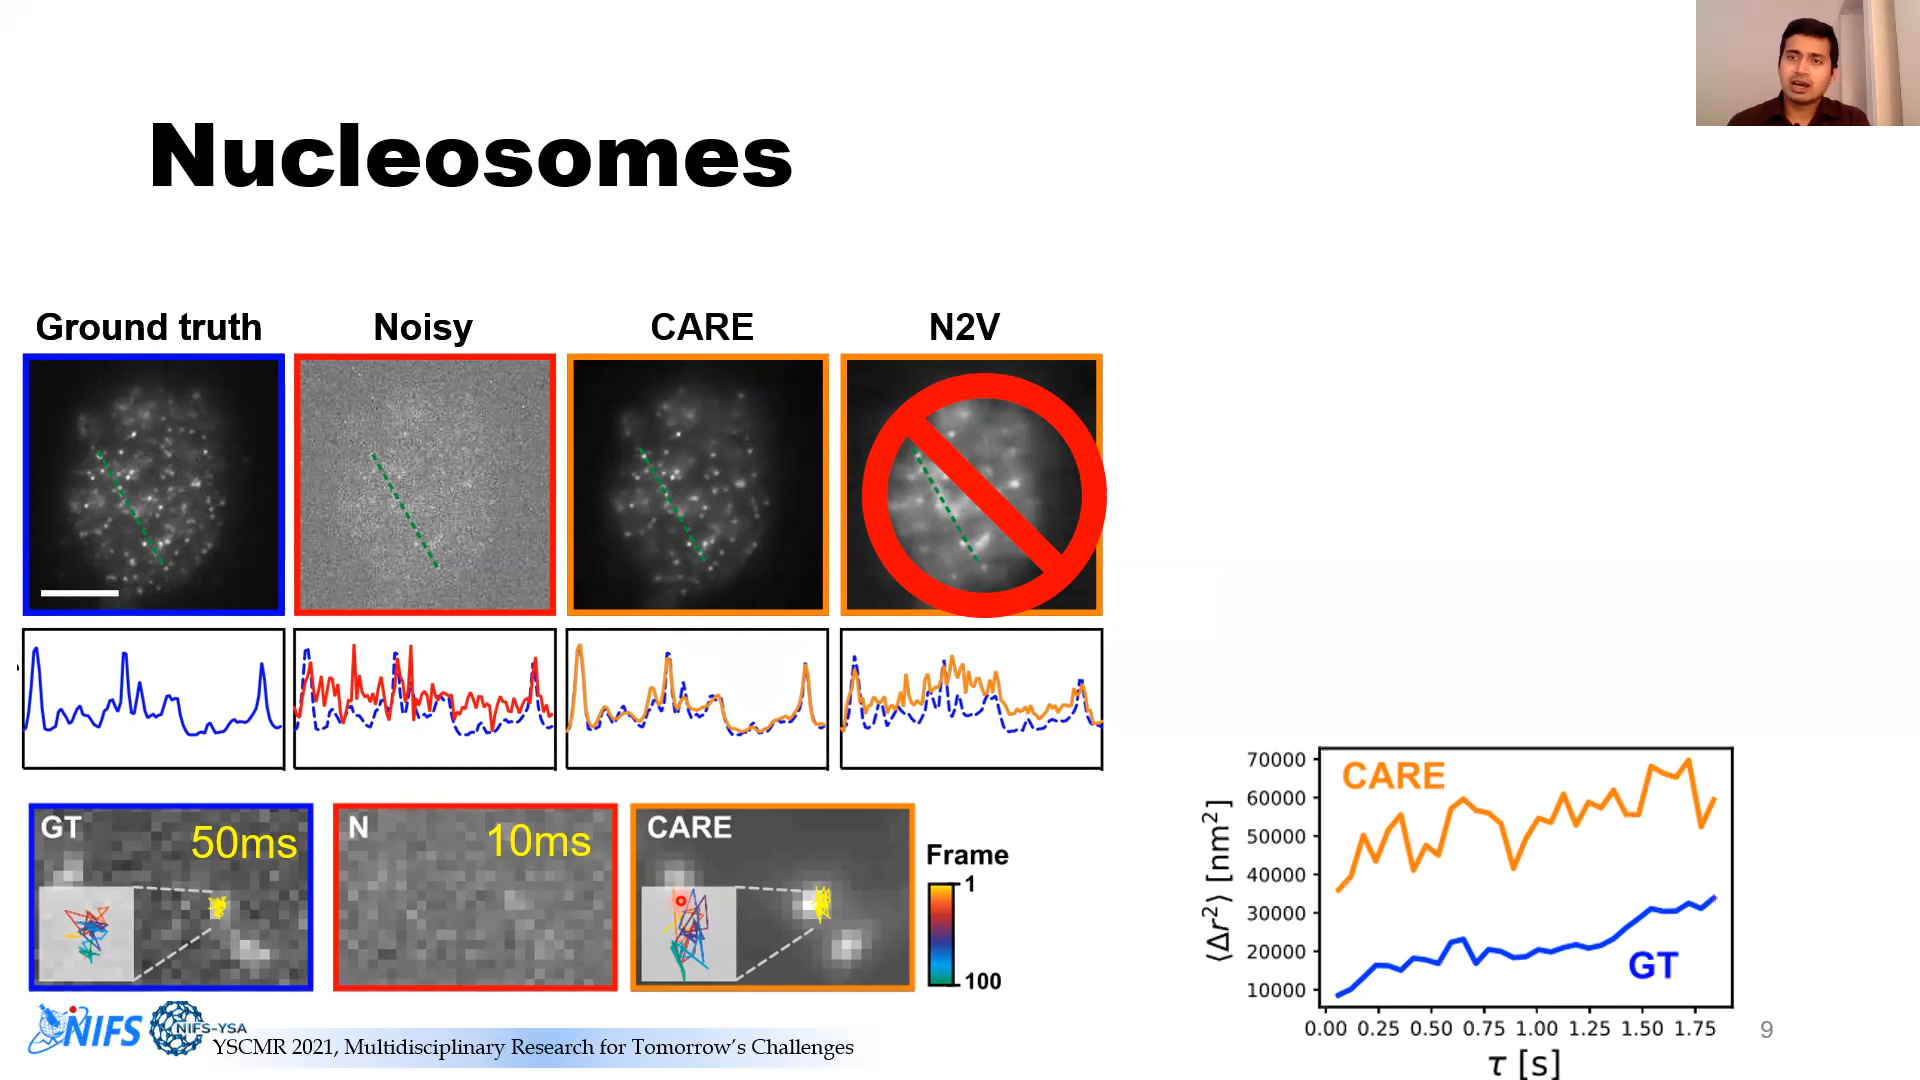 Nucleosomes
Ground truth
Noisy
CARE
N2V
GT
50ms
N
10ms
CARE
Frame
1
100
⟨Δr²⟩ [nm²]
70000
60000
50000
40000
30000
20000
10000
CARE
GT
0.00 0.25 0.50 0.75 1.00 1.25 1.50 1.75
τ [s]
NIFS
NIFS-YSA
YSCMR 2021, Multidisciplinary Research for Tomorrow's Challenges
9